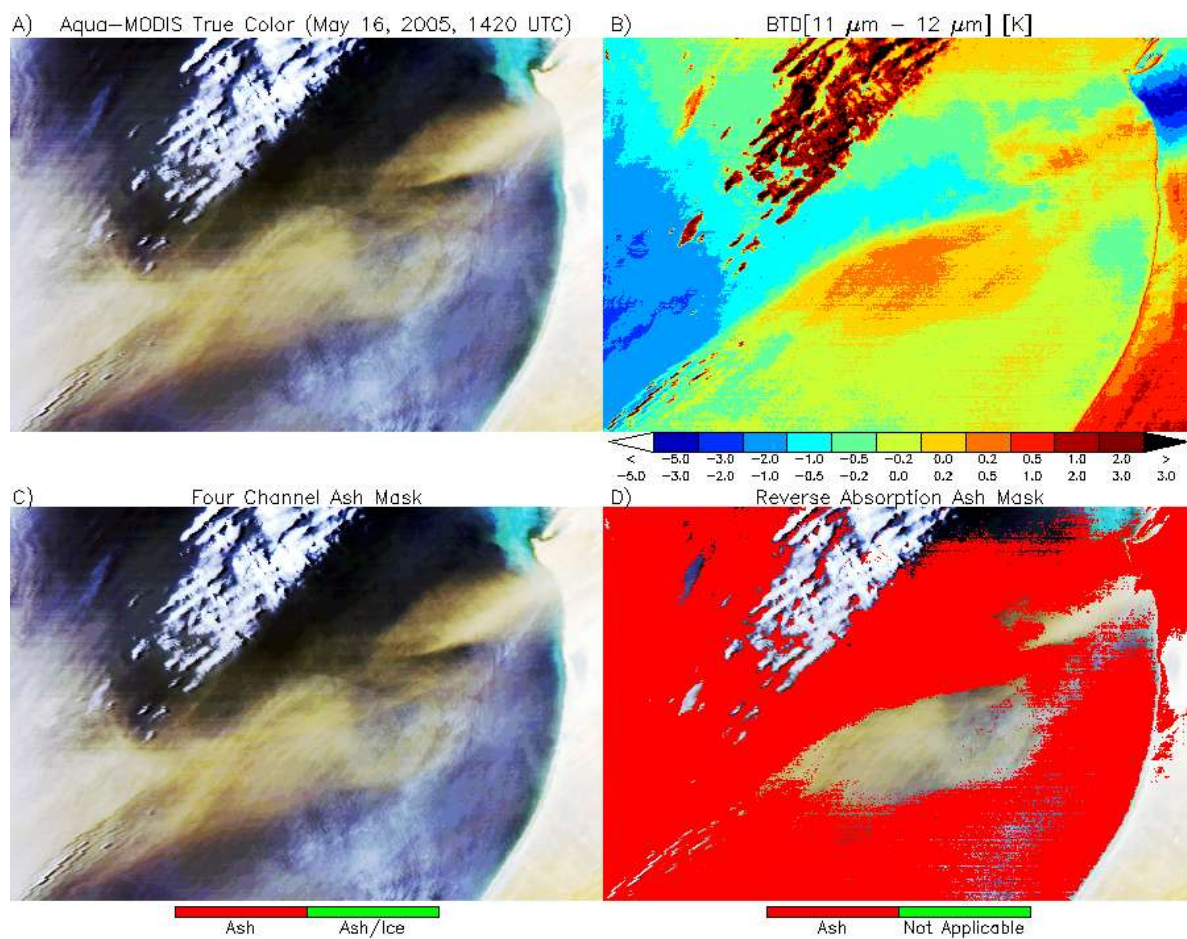 A) Aqua-MODIS True Color (May 16, 2005, 1420 UTC)
B) BTD[11 μm - 12 μm] [K]
< -5.0 -3.0 -2.0 -1.0 -0.5 -0.2 0.0 0.2 0.5 1.0 2.0 >
-5.0 -3.0 -2.0 -1.0 -0.5 -0.2 0.0 0.2 0.5 1.0 2.0 3.0 3.0
C) Four Channel Ash Mask
D) Reverse Absorption Ash Mask
Ash Ash/Ice
Ash Not Applicable